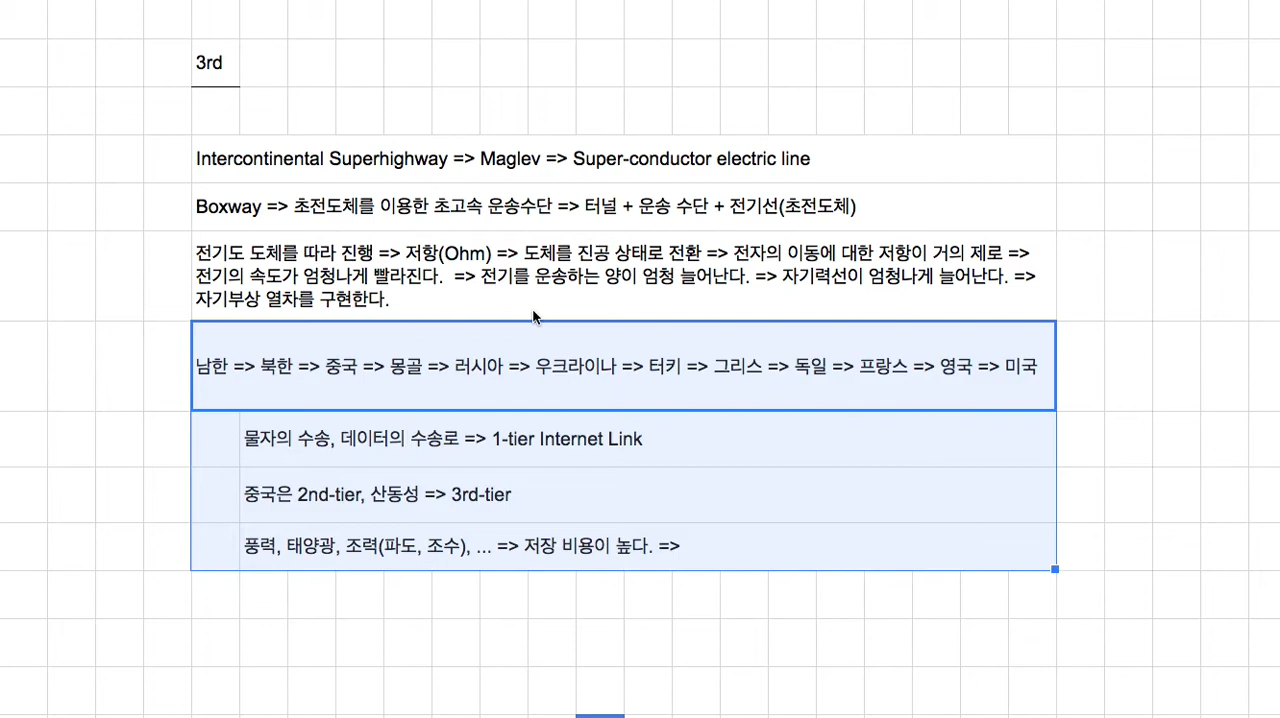 3rd
Intercontinental Superhighway => Maglev => Super-conductor electric line
Boxway => 초전도체를 이용한 초고속 운송수단 => 터널 + 운송 수단 + 전기선(초전도체)
전기도 도체를 따라 진행 => 저항(Ohm) => 도체를 진공 상태로 전환 => 전자의 이동에 대한 저항이 거의 제로 =>
전기의 속도가 엄청나게 빨라진다.  => 전기를 운송하는 양이 엄청 늘어난다. => 자기력선이 엄청나게 늘어난다. =>
자기부상 열차를 구현한다.
남한 => 북한 => 중국 => 몽골 => 러시아 => 우크라이나 => 터키 => 그리스 => 독일 => 프랑스 => 영국 => 미국
물자의 수송, 데이터의 수송로 => 1-tier Internet Link
중국은 2nd-tier, 산동성 => 3rd-tier
풍력, 태양광, 조력(파도, 조수), ... => 저장 비용이 높다. =>